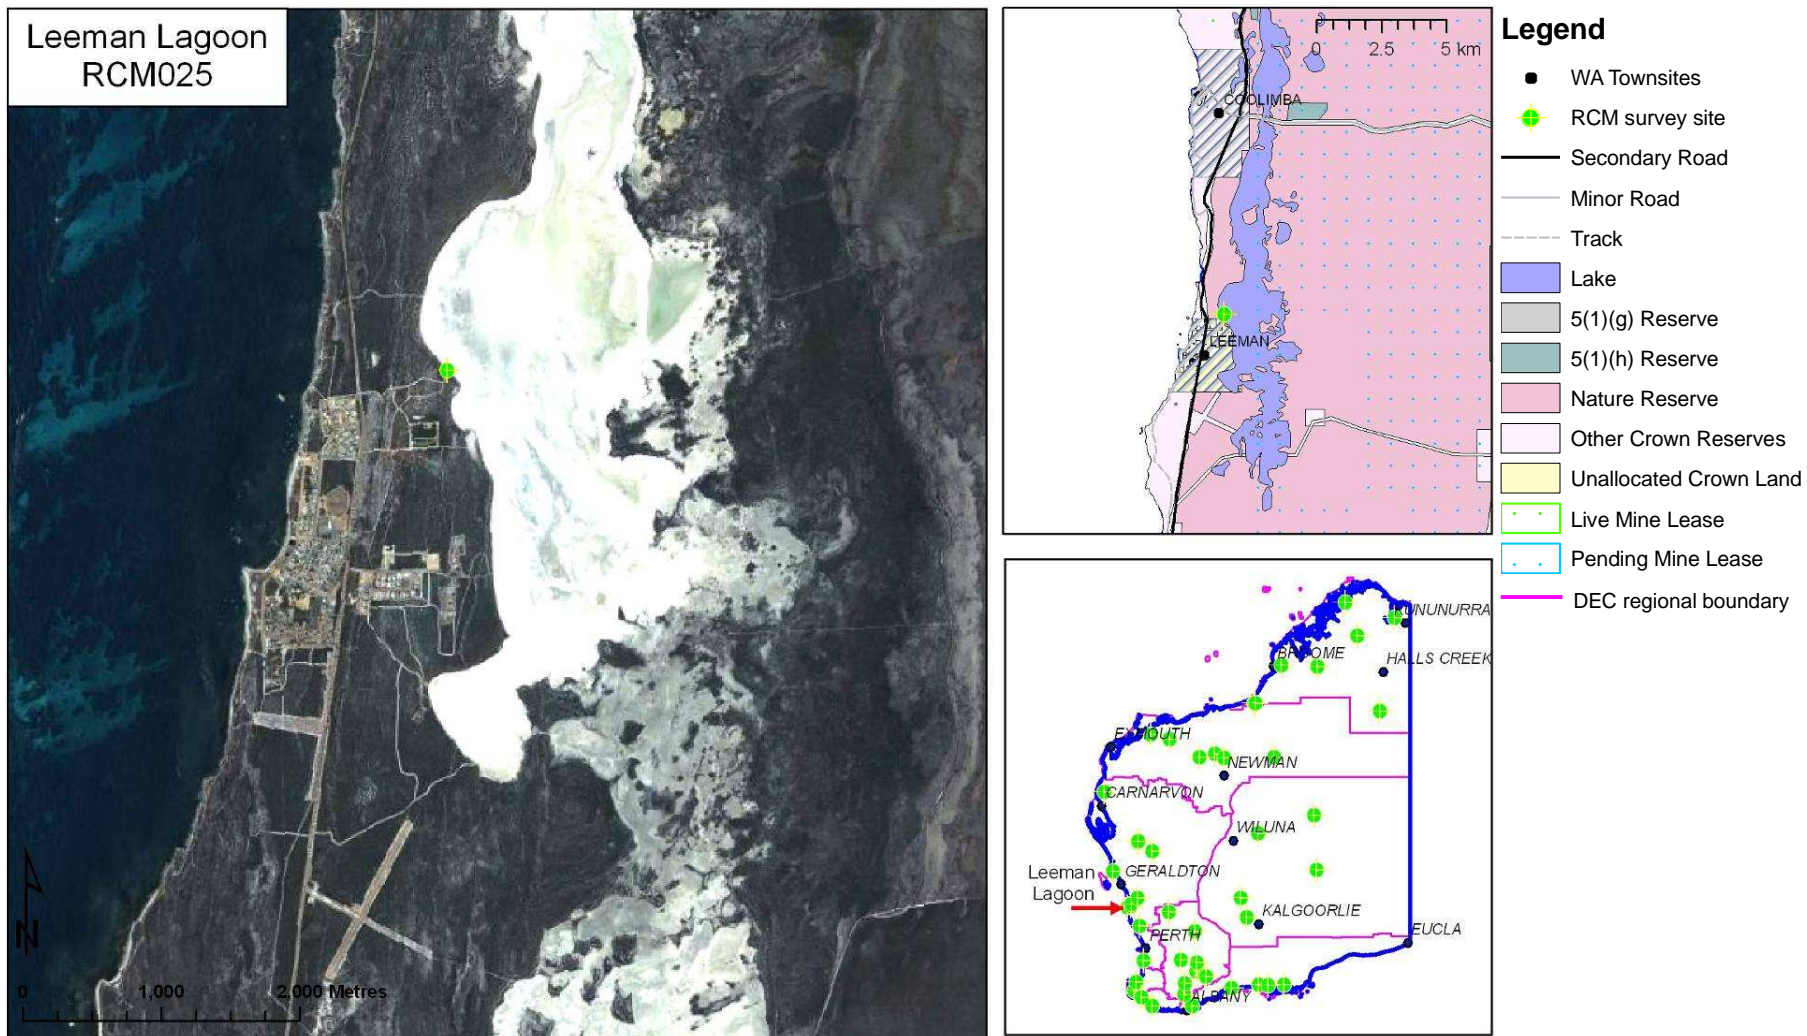 Leeman Lagoon
RCM025
N
0 1,000 2,000 Metres
0 2.5 5 km
COOLIMBA
LEEMAN
KUNUNURRA
BROOME
HALLS CREEK
EXMOUTH
NEWMAN
CARNARVON
WILUNA
GERALDTON
Leeman
Lagoon
KALGOORLIE
EUCLA
PERTH
ALBANY
Legend
WA Townsites
RCM survey site
Secondary Road
Minor Road
Track
Lake
5(1)(g) Reserve
5(1)(h) Reserve
Nature Reserve
Other Crown Reserves
Unallocated Crown Land
Live Mine Lease
Pending Mine Lease
DEC regional boundary